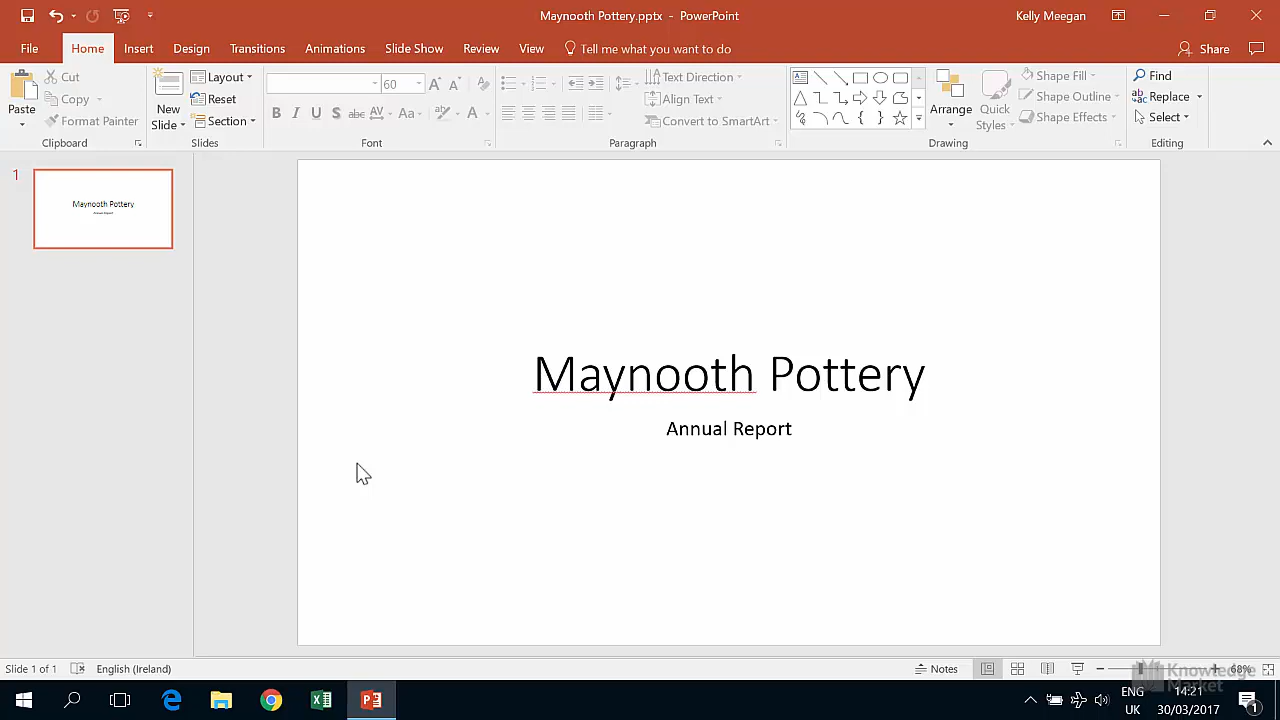 Maynooth Pottery.pptx - PowerPoint
Kelly Meegan
File Home Insert Design Transitions Animations Slide Show Review View Tell me what you want to do Share
Paste
Cut
Copy
Format Painter
Clipboard
New Slide
Layout
Reset
Section
Slides
60
B I U S abc AV Aa A
Font
Text Direction
Align Text
Convert to SmartArt
Paragraph
Arrange
Quick Styles
Shape Fill
Shape Outline
Shape Effects
Drawing
Find
Replace
Select
Editing
1
Maynooth Pottery
Annual Report
Maynooth Pottery
Annual Report
Slide 1 of 1 English (Ireland) Notes 68%
Knowledge
Market
ENG
UK
14:21
30/03/2017
1